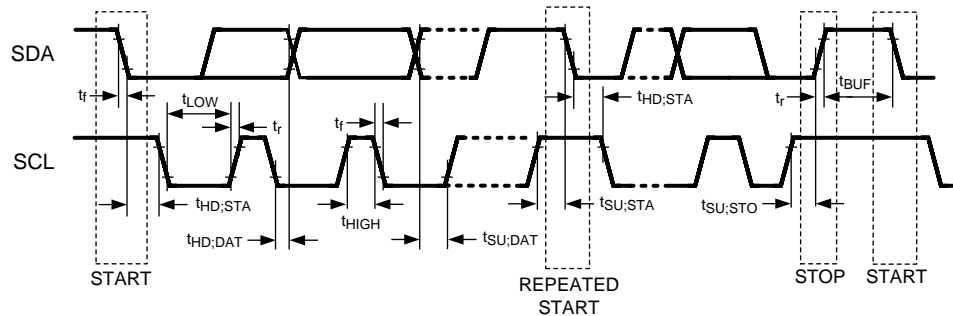 SDA
tf
tLOW
tr
tf
tHD;STA
tr
tBUF
SCL
tHD;STA
tHD;DAT
tHIGH
tSU;DAT
tSU;STA
tSU;STO
START
REPEATED
START
STOP
START